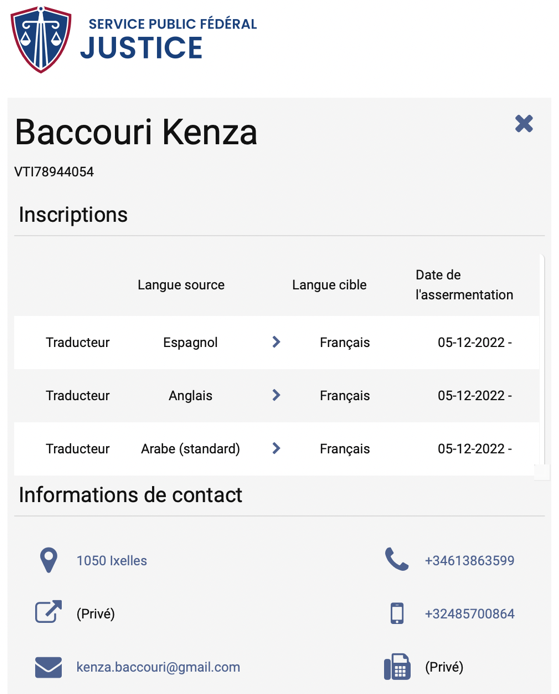 SERVICE PUBLIC FÉDÉRAL
JUSTICE
Baccouri Kenza
VTI78944054
Inscriptions
Langue source Langue cible Date de l'assermentation
Traducteur Espagnol Français 05-12-2022 -
Traducteur Anglais Français 05-12-2022 -
Traducteur Arabe (standard) Français 05-12-2022 -
Informations de contact
1050 Ixelles +34613863599
(Privé) +32485700864
kenza.baccouri@gmail.com (Privé)